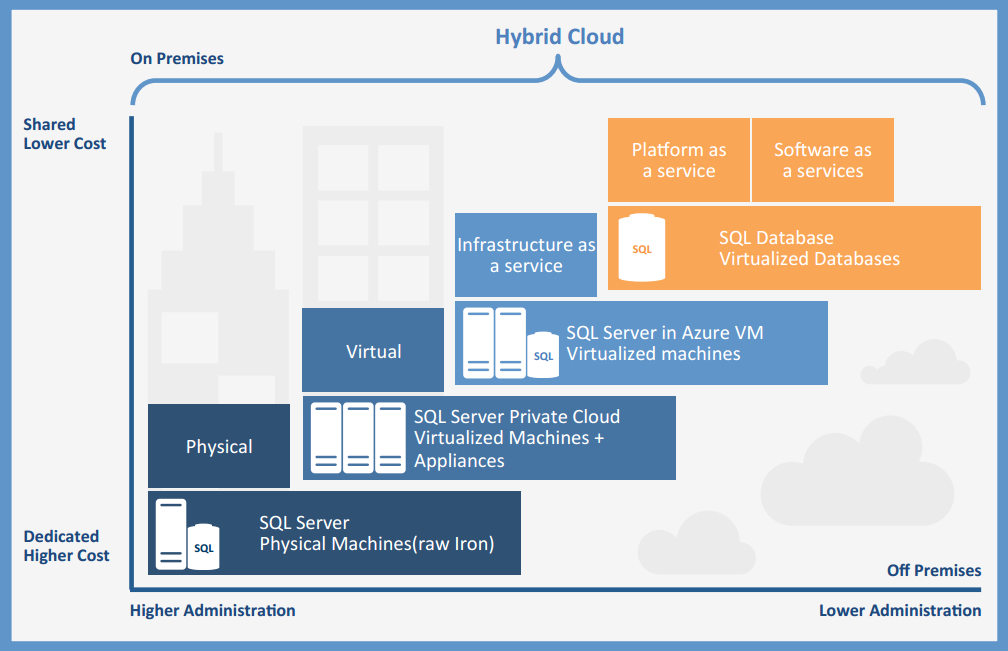 Hybrid Cloud
On Premises
Shared
Lower Cost
Platform as
a service
Software as
a services
Infrastructure as
a service
SQL
SQL Database
Virtualized Databases
Virtual
SQL
SQL Server in Azure VM
Virtualized machines
Physical
SQL Server Private Cloud
Virtualized Machines +
Appliances
Dedicated
Higher Cost
SQL
SQL Server
Physical Machines(raw Iron)
Off Premises
Higher Administration
Lower Administration